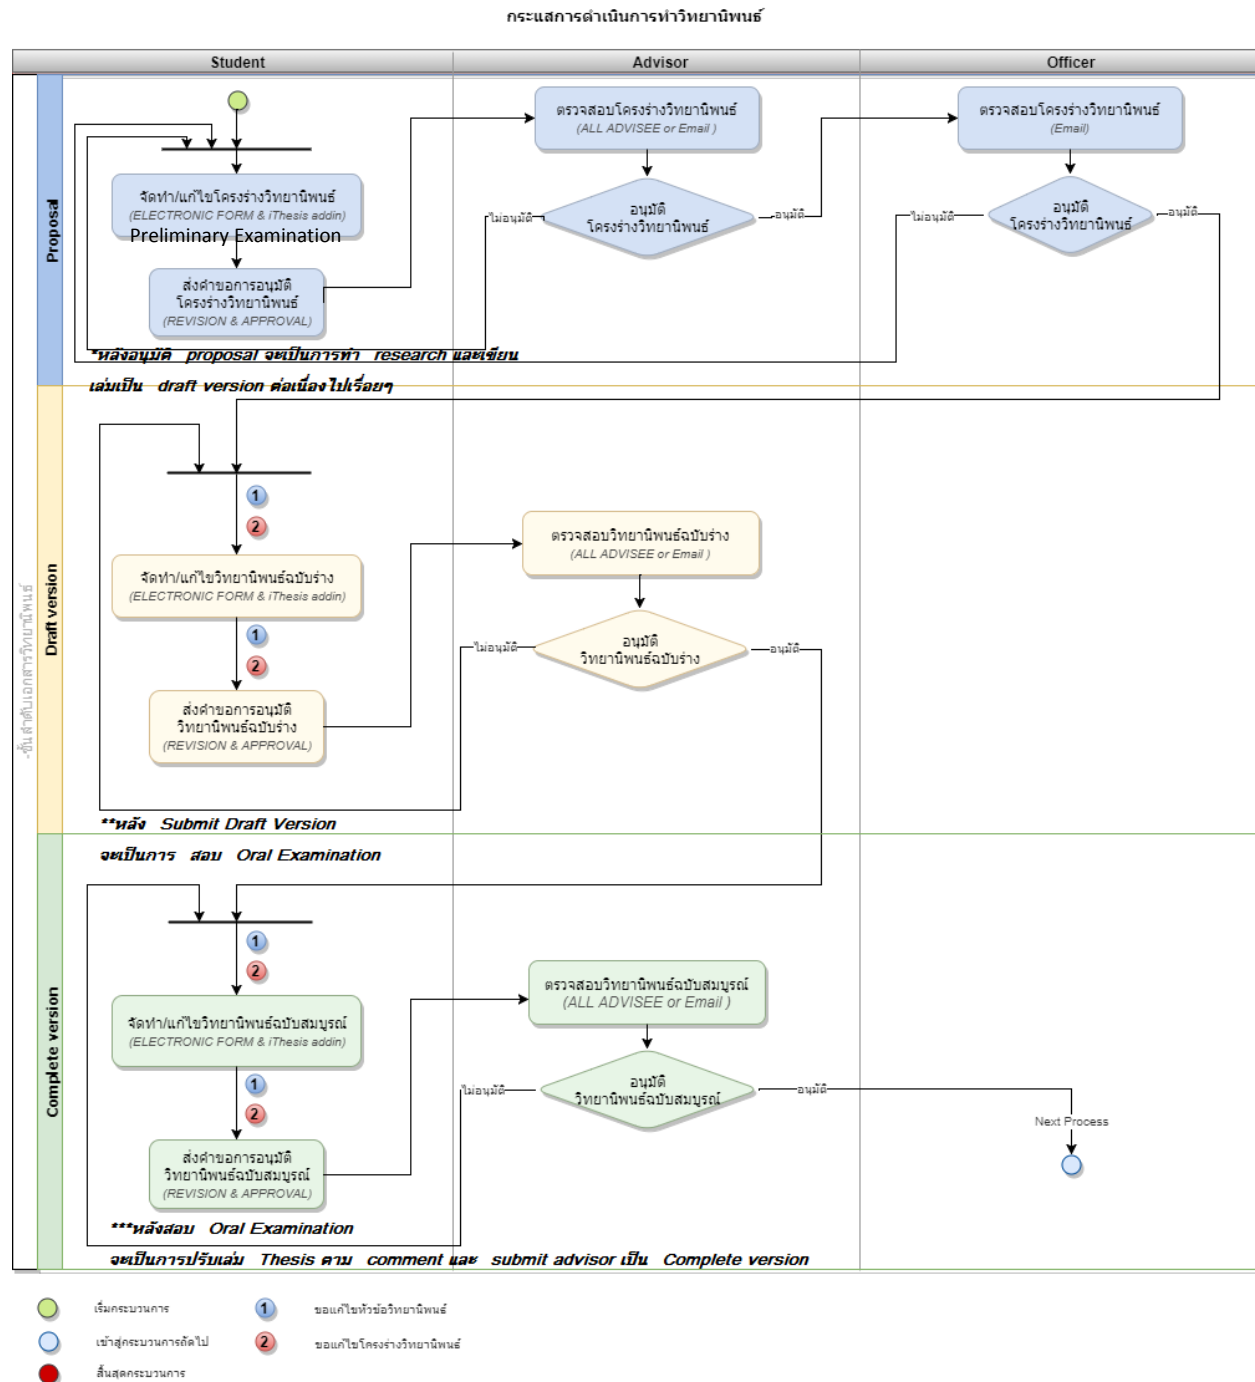 กระแสการดำเนินการทำวิทยานิพนธ์
Student
Advisor
Officer
-ขั้นลำดับเอกสารวิทยานิพนธ์
Proposal
จัดทำ/แก้ไขโครงร่างวิทยานิพนธ์
(ELECTRONIC FORM & iThesis addin)
Preliminary Examination
ส่งคำขอการอนุมัติ
โครงร่างวิทยานิพนธ์
(REVISION & APPROVAL)
ตรวจสอบโครงร่างวิทยานิพนธ์
(ALL ADVISEE or Email )
อนุมัติ
โครงร่างวิทยานิพนธ์
ไม่อนุมัติ
อนุมัติ
ตรวจสอบโครงร่างวิทยานิพนธ์
(Email)
อนุมัติ
โครงร่างวิทยานิพนธ์
ไม่อนุมัติ
อนุมัติ
*หลังอนุมัติ proposal จะเป็นการทำ research และเขียน
เล่มเป็น draft version ต่อเนื่องไปเรื่อยๆ
Draft version
1
2
จัดทำ/แก้ไขวิทยานิพนธ์ฉบับร่าง
(ELECTRONIC FORM & iThesis addin)
1
2
ส่งคำขอการอนุมัติ
วิทยานิพนธ์ฉบับร่าง
(REVISION & APPROVAL)
ตรวจสอบวิทยานิพนธ์ฉบับร่าง
(ALL ADVISEE or Email )
อนุมัติ
วิทยานิพนธ์ฉบับร่าง
ไม่อนุมัติ
อนุมัติ
**หลัง Submit Draft Version
จะเป็นการ สอบ Oral Examination
Complete version
1
2
จัดทำ/แก้ไขวิทยานิพนธ์ฉบับสมบูรณ์
(ELECTRONIC FORM & iThesis addin)
1
2
ส่งคำขอการอนุมัติ
วิทยานิพนธ์ฉบับสมบูรณ์
(REVISION & APPROVAL)
ตรวจสอบวิทยานิพนธ์ฉบับสมบูรณ์
(ALL ADVISEE or Email )
อนุมัติ
วิทยานิพนธ์ฉบับสมบูรณ์
ไม่อนุมัติ
อนุมัติ
Next Process
***หลังสอบ Oral Examination
จะเป็นการปรับเล่ม Thesis ตาม comment และ submit advisor เป็น Complete version
เริ่มกระบวนการ
1 ขอแก้ไขหัวข้อวิทยานิพนธ์
เข้าสู่กระบวนการถัดไป
2 ขอแก้ไขโครงร่างวิทยานิพนธ์
สิ้นสุดกระบวนการ